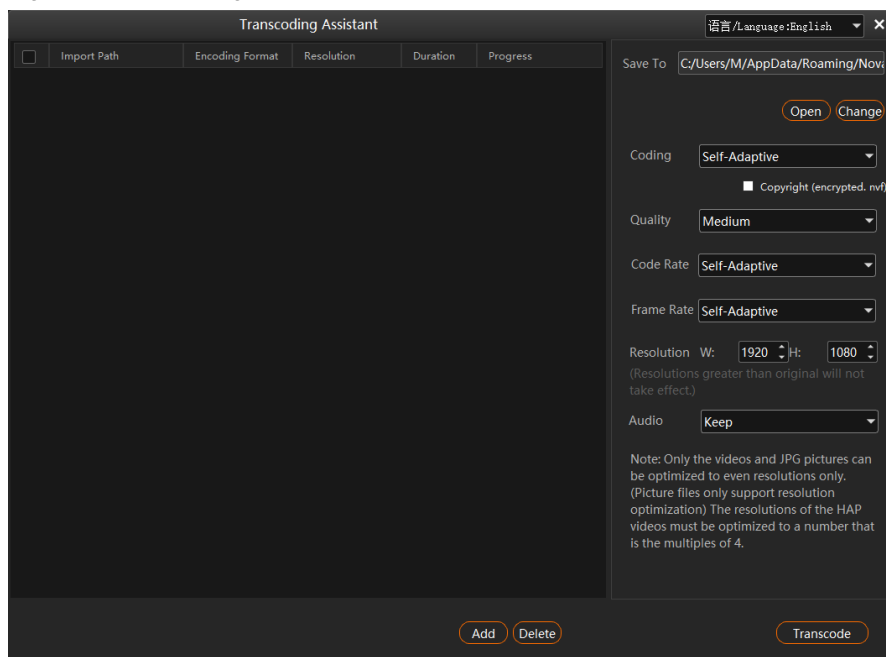 Transcoding Assistant
语言/Language:English
Import Path Encoding Format Resolution Duration Progress
Save To C:/Users/M/AppData/Roaming/Nova
Open Change
Coding Self-Adaptive
Copyright (encrypted. nvf)
Quality Medium
Code Rate Self-Adaptive
Frame Rate Self-Adaptive
Resolution W: 1920 H: 1080
(Resolutions greater than original will not
take effect.)
Audio Keep
Note: Only the videos and JPG pictures can
be optimized to even resolutions only.
(Picture files only support resolution
optimization) The resolutions of the HAP
videos must be optimized to a number that
is the multiples of 4.
Add Delete Transcode